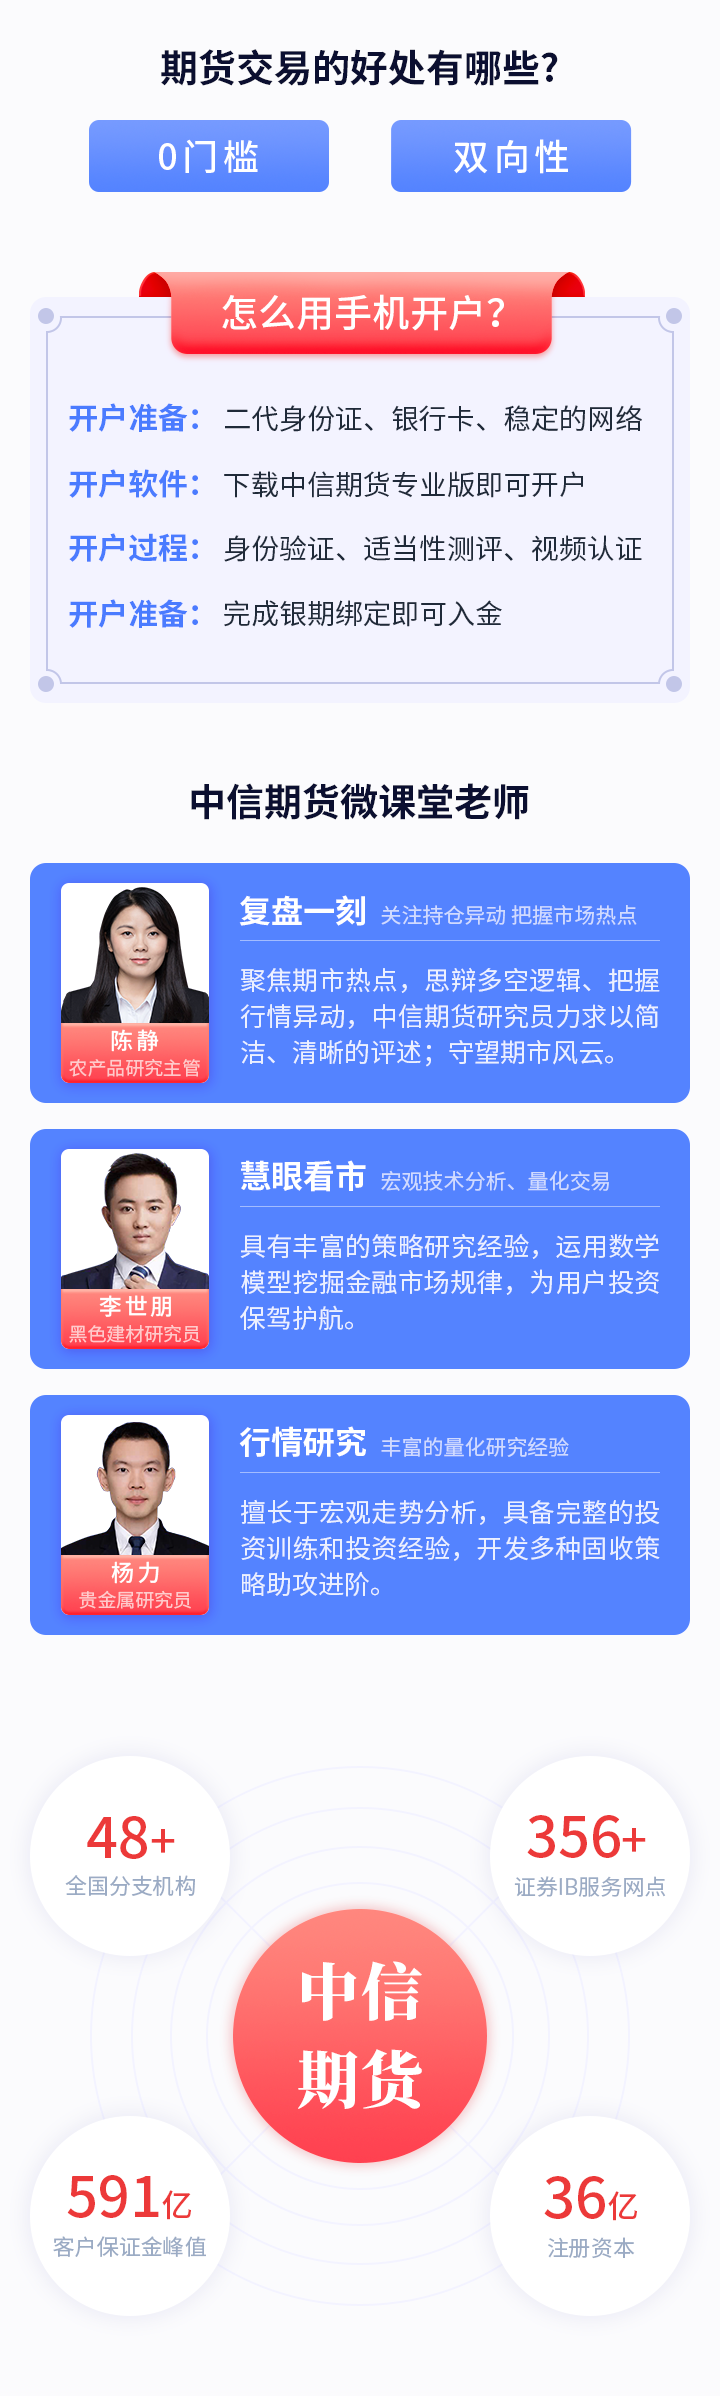 期货交易的好处有哪些?
0门槛
双向性
怎么用手机开户?
开户准备： 二代身份证、银行卡、稳定的网络
开户软件： 下载中信期货专业版即可开户
开户过程： 身份验证、适当性测评、视频认证
开户准备： 完成银期绑定即可入金
中信期货微课堂老师
复盘一刻 关注持仓异动 把握市场热点
聚焦期市热点，思辩多空逻辑、把握
行情异动，中信期货研究员力求以简
洁、清晰的评述；守望期市风云。
陈静
农产品研究主管
慧眼看市 宏观技术分析、量化交易
具有丰富的策略研究经验，运用数学
模型挖掘金融市场规律，为用户投资
保驾护航。
李世朋
黑色建材研究员
行情研究 丰富的量化研究经验
擅长于宏观走势分析，具备完整的投
资训练和投资经验，开发多种固收策
略助攻进阶。
杨力
贵金属研究员
48+
全国分支机构
356+
证券IB服务网点
中信
期货
591亿
客户保证金峰值
36亿
注册资本